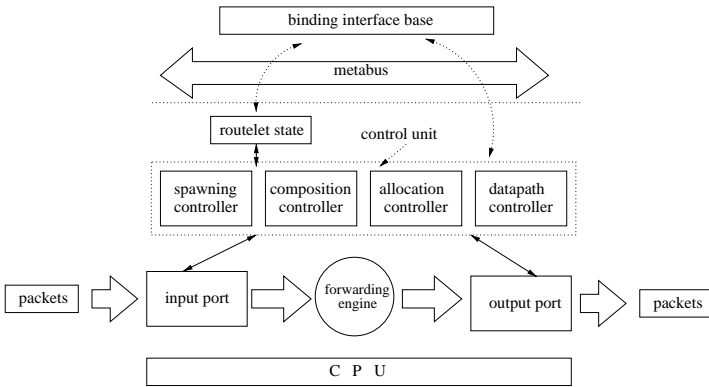 binding interface base
metabus
routelet state
control unit
spawning
controller
composition
controller
allocation
controller
datapath
controller
packets
input port
forwarding
engine
output port
packets
C P U